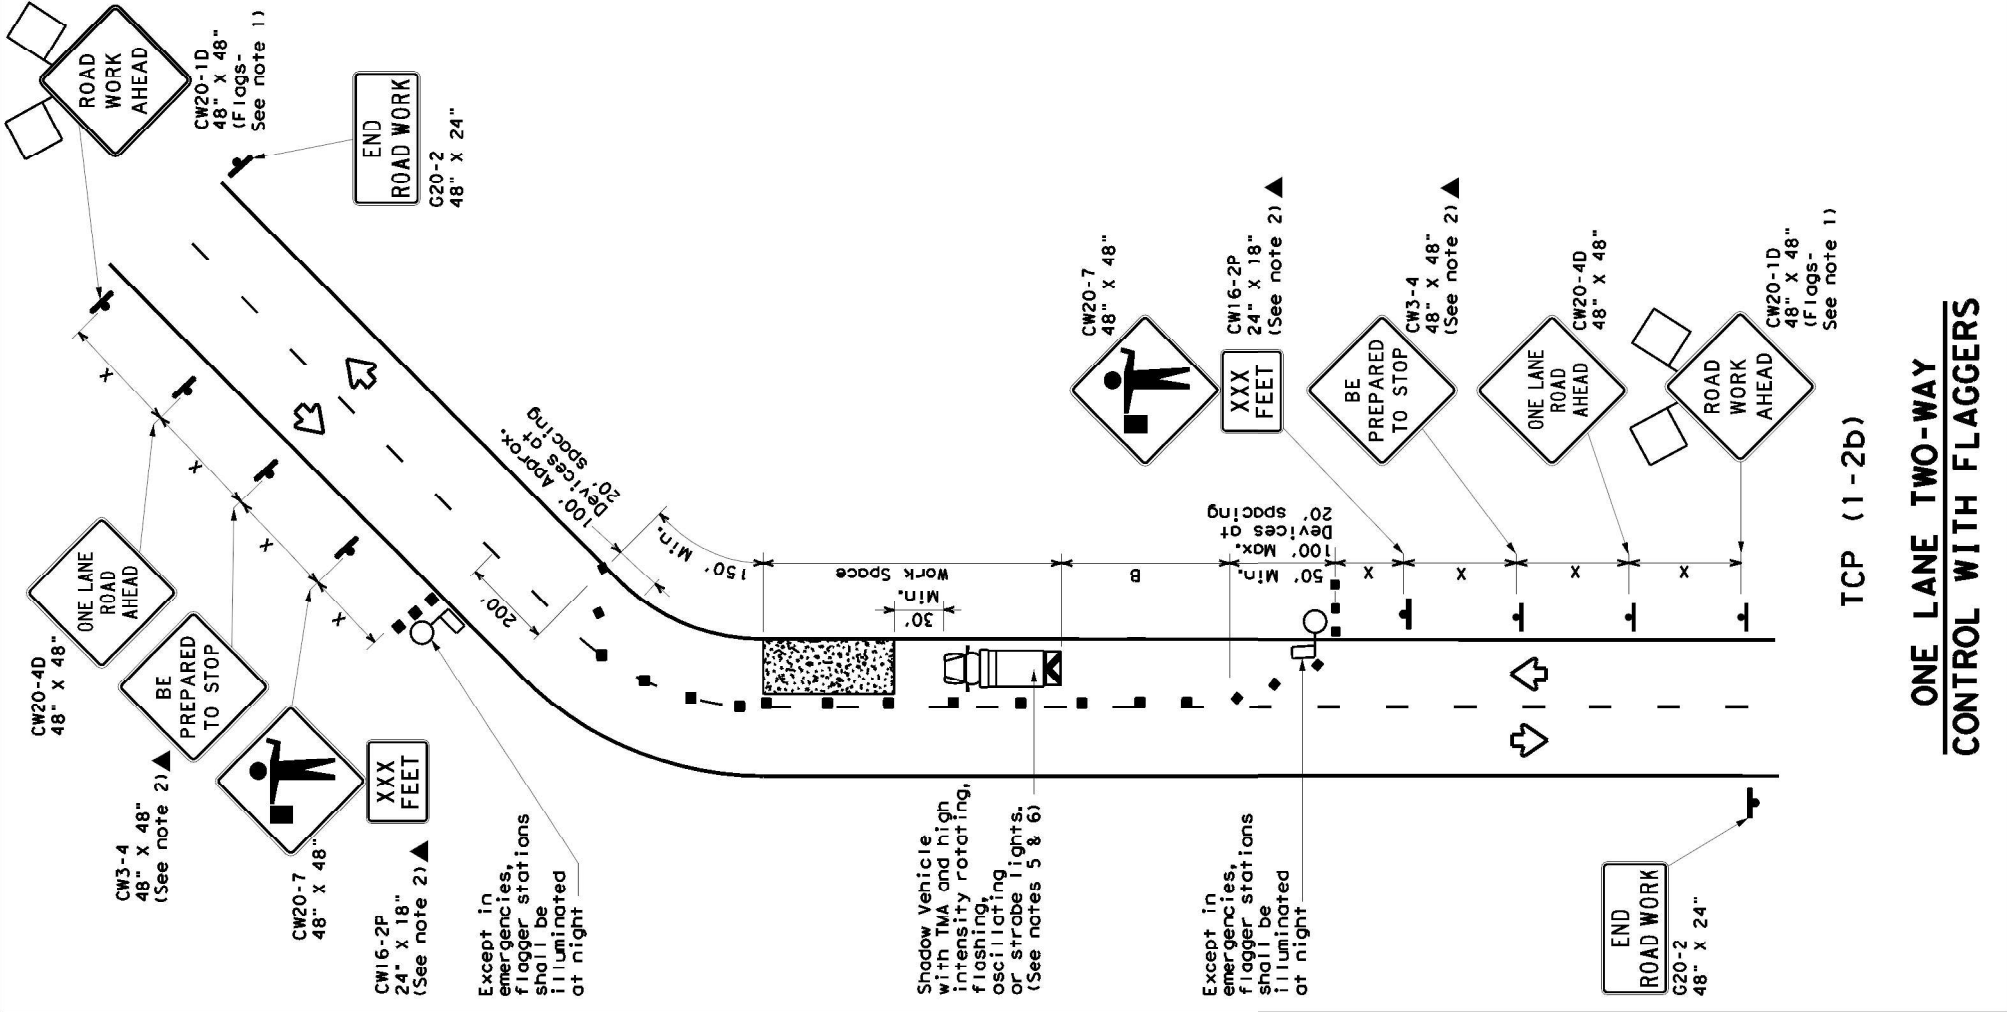 ROAD
WORK
AHEAD
CW20-1D
48" X 48"
(Flags-
See note 1)
END
ROAD WORK
G20-2
48" X 24"
X
X
X
X
ONE LANE
ROAD
AHEAD
CW20-4D
48" X 48"
BE
PREPARED
TO STOP
CW3-4
48" X 48"
(See note 2)
CW20-7
48" X 48"
XXX
FEET
CW16-2P
24" X 18"
(See note 2)
Except in
emergencies,
flagger stations
shall be
illuminated
at night
200'
100' Approx.
Devices at
20' spacing
150' Min.
Work Space
30' Min.
B
50' Min.
100' Max.
Devices at
20' spacing
X
X
X
X
Shadow Vehicle
with TMA and high
intensity rotating,
flashing,
oscillating
or strobe lights.
(See notes 5 & 6)
Except in
emergencies,
flagger stations
shall be
illuminated
at night
CW20-7
48" X 48"
XXX
FEET
CW16-2P
24" X 18"
(See note 2)
BE
PREPARED
TO STOP
CW3-4
48" X 48"
(See note 2)
ONE LANE
ROAD
AHEAD
CW20-4D
48" X 48"
ROAD
WORK
AHEAD
CW20-1D
48" X 48"
(Flags-
See note 1)
END
ROAD WORK
G20-2
48" X 24"
TCP (1-2b)
ONE LANE TWO-WAY
CONTROL WITH FLAGGERS